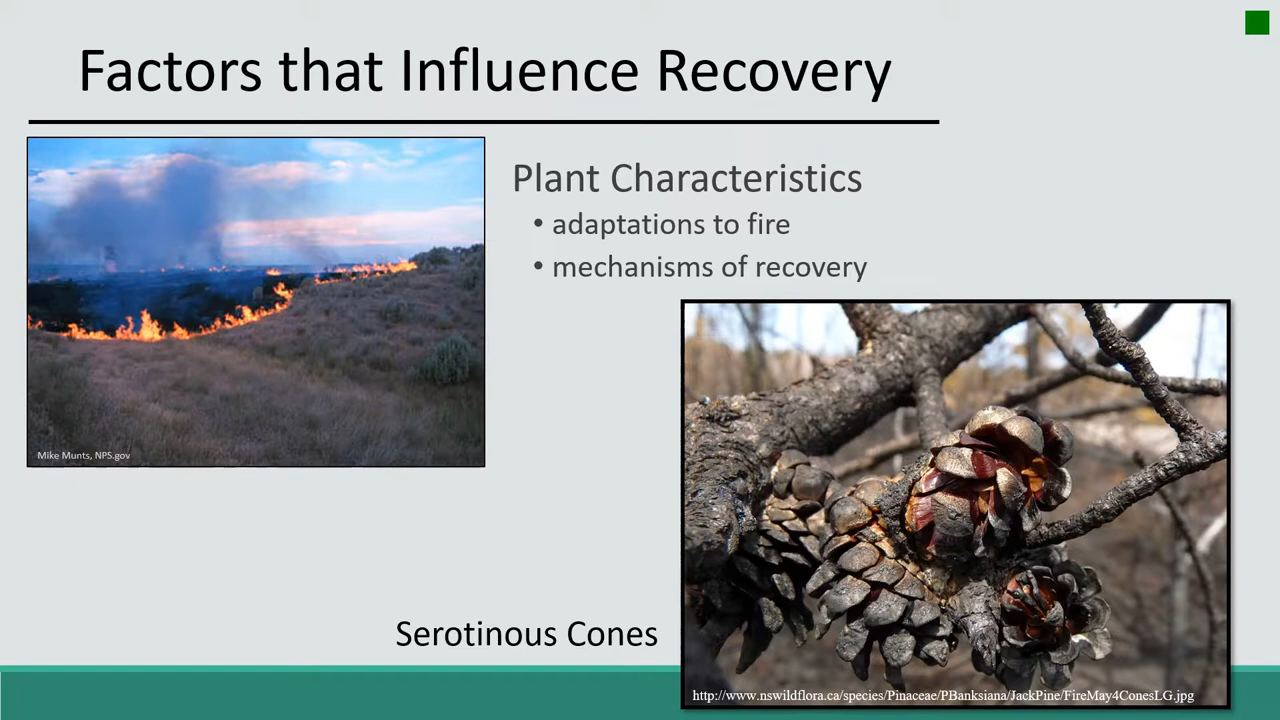 Factors that Influence Recovery
Plant Characteristics
• adaptations to fire
• mechanisms of recovery
Mike Munts, NPS.gov
Serotinous Cones
http://www.nswildflora.ca/species/Pinaceae/PBanksiana/JackPine/FireMay4ConesLG.jpg